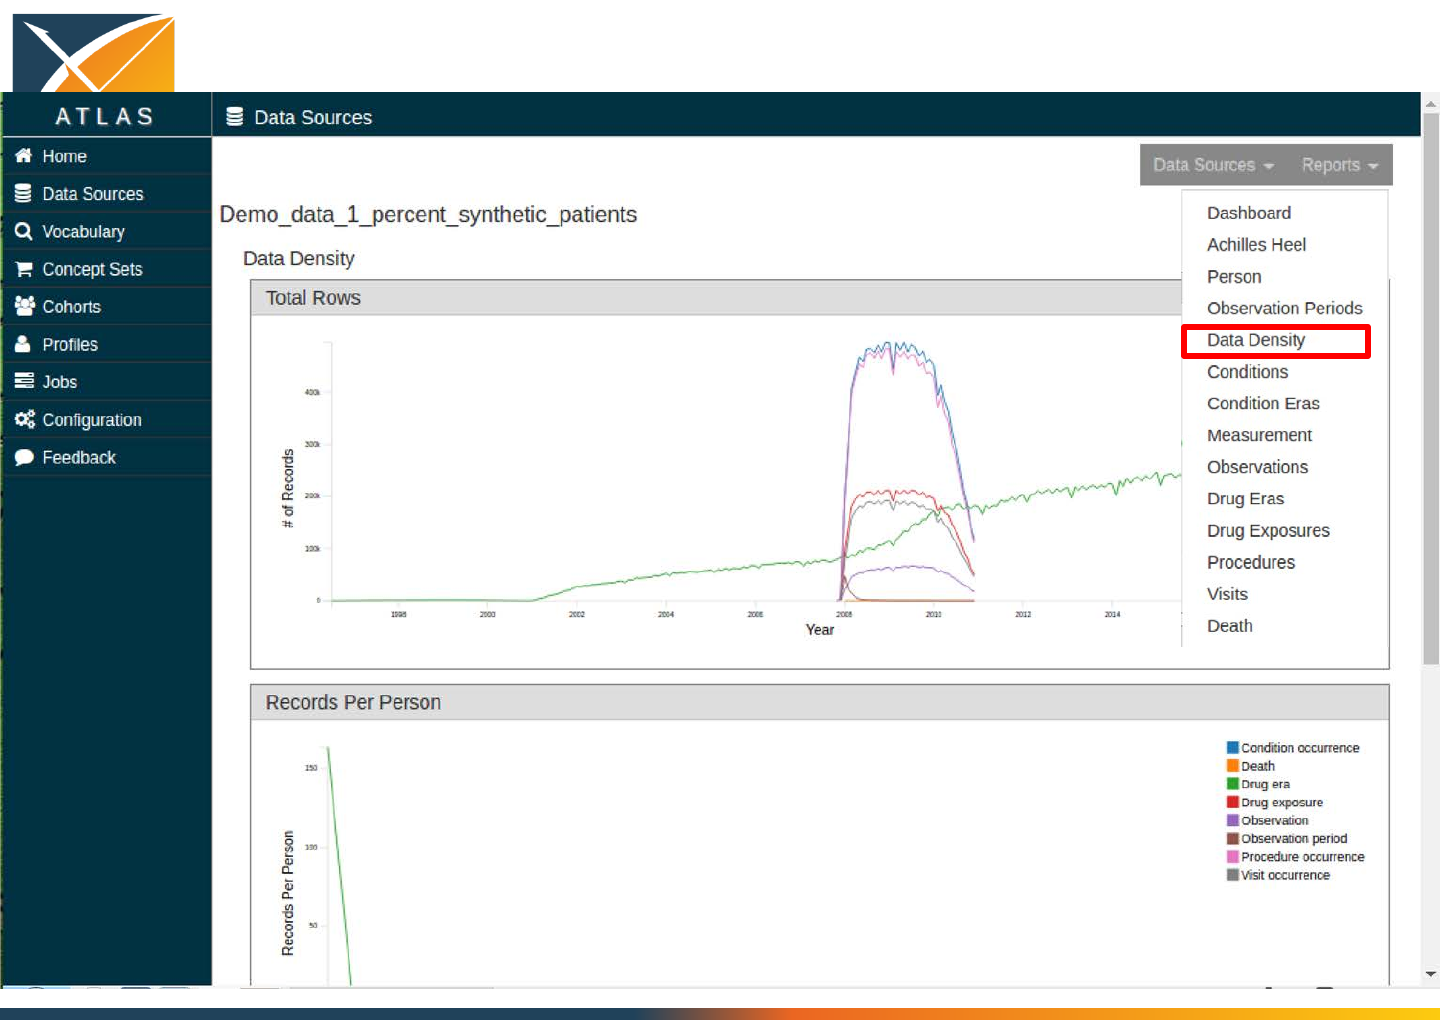 ATLAS
Data Sources
Home
Data Sources
Vocabulary
Concept Sets
Cohorts
Profiles
Jobs
Configuration
Feedback
Data Sources
Reports
Demo_data_1_percent_synthetic_patients
Data Density
Dashboard
Achilles Heel
Person
Observation Periods
Data Density
Conditions
Condition Eras
Measurement
Observations
Drug Eras
Drug Exposures
Procedures
Visits
Death
Total Rows
# of Records
400k
300k
200k
100k
0
1998
2000
2002
2004
2006
2008
2010
2012
2014
Year
Records Per Person
Records Per Person
150
100
50
Condition occurrence
Death
Drug era
Drug exposure
Observation
Observation period
Procedure occurrence
Visit occurrence